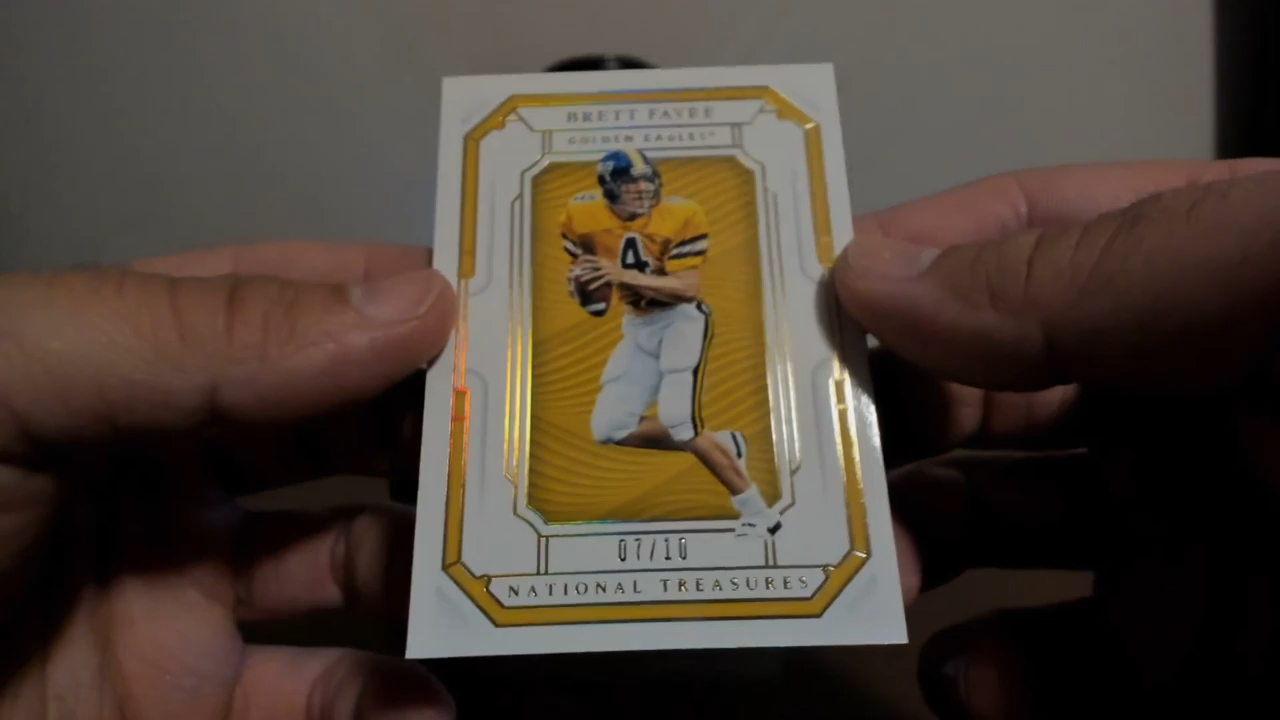 BRETT FAVRE
GOLDEN EAGLES®
4
07/10
NATIONAL TREASURES